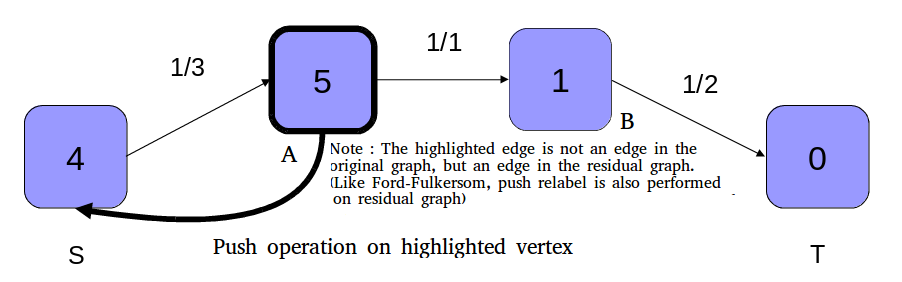 1/3
1/1
1/2
4
5
1
0
A
B
Note : The highlighted edge is not an edge in the
original graph, but an edge in the residual graph.
(Like Ford-Fulkersom, push relabel is also performed
on residual graph)
S
Push operation on highlighted vertex
T